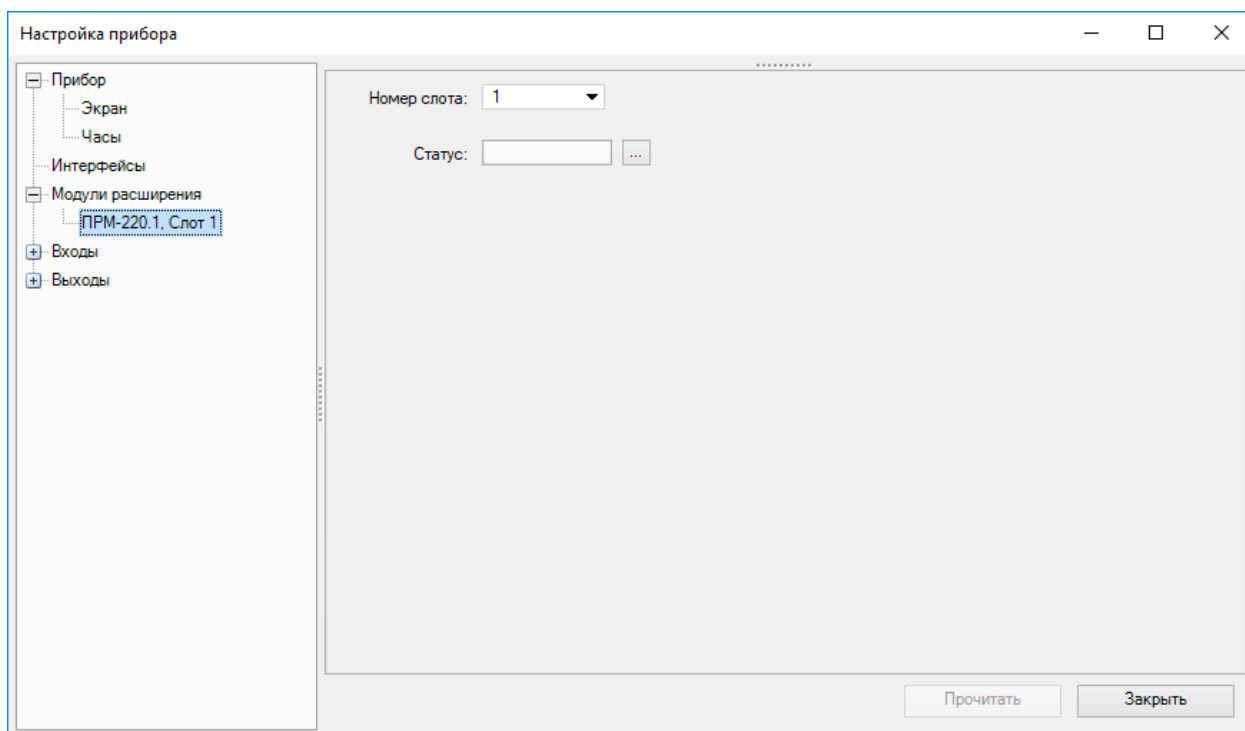 Настройка прибора
Прибор
Экран
Часы
Интерфейсы
Модули расширения
ПРМ-220.1, Слот 1
Входы
Выходы
Номер слота: 1
Статус: ...
Прочитать Закрыть